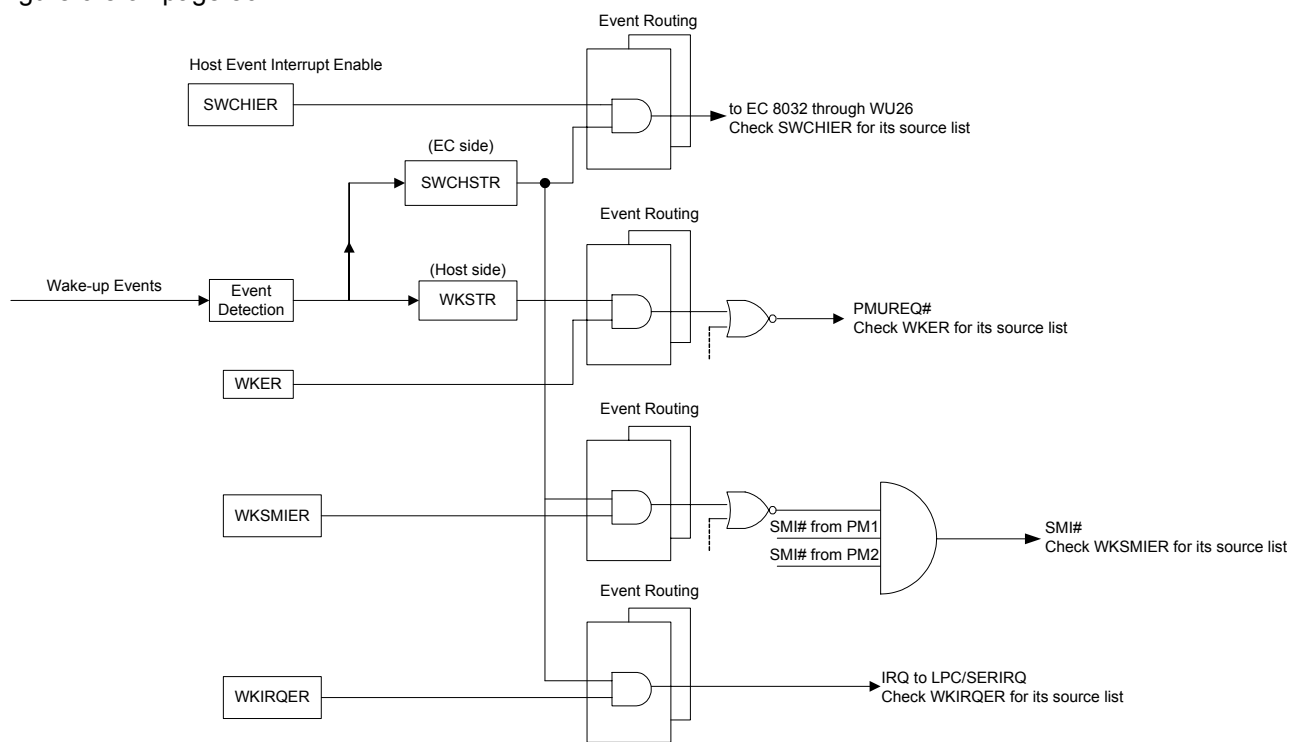 Event Routing
Host Event Interrupt Enable
SWCHIER
to EC 8032 through WU26
Check SWCHIER for its source list
(EC side)
SWCHSTR
Event Routing
Wake-up Events
Event
Detection
(Host side)
WKSTR
PMUREQ#
Check WKER for its source list
WKER
Event Routing
WKSMIER
SMI# from PM1
SMI# from PM2
SMI#
Check WKSMIER for its source list
Event Routing
WKIRQER
IRQ to LPC/SERIRQ
Check WKIRQER for its source list